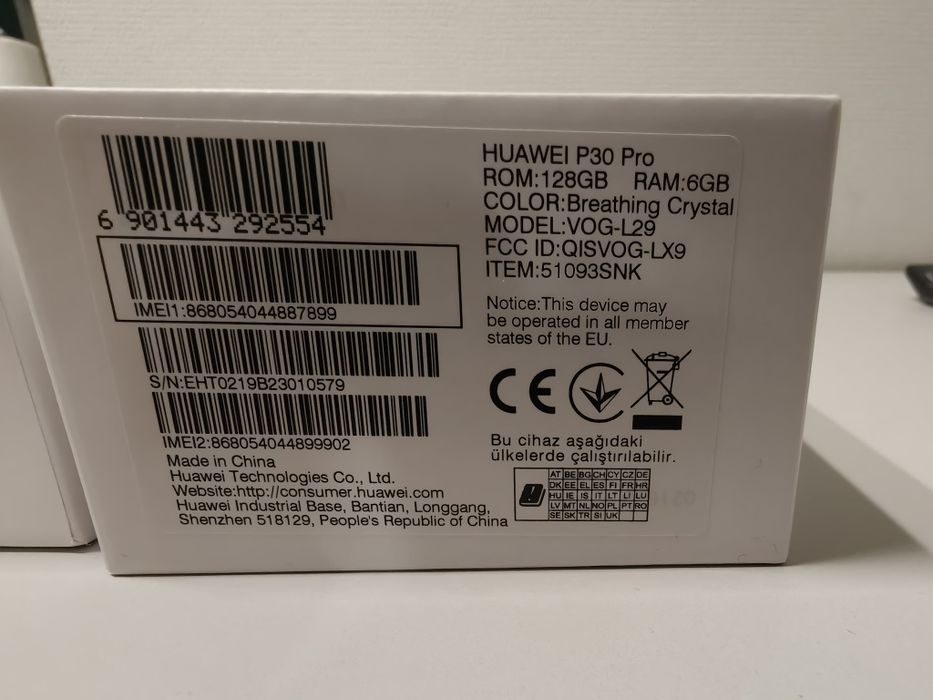 6 901443 292554
IMEI1:868054044887899
S/N:EHT0219B23010579
IMEI2:868054044899902
Made in China
Huawei Technologies Co., Ltd.
Website:http://consumer.huawei.com
Huawei Industrial Base, Bantian, Longgang,
Shenzhen 518129, People's Republic of China
HUAWEI P30 Pro
ROM:128GB RAM:6GB
COLOR:Breathing Crystal
MODEL:VOG-L29
FCC ID:QISVOG-LX9
ITEM:51093SNK
Notice:This device may
be operated in all member
states of the EU.
CE
Bu cihaz aşağıdaki
ülkelerde çalıştırılabilir.
AT BE BG CH CY CZ DE
DK EE EL ES FI FR HR
HU IE IS IT LT LI LU
LV MT NL NO PL PT RO
SE SK TR SI UK